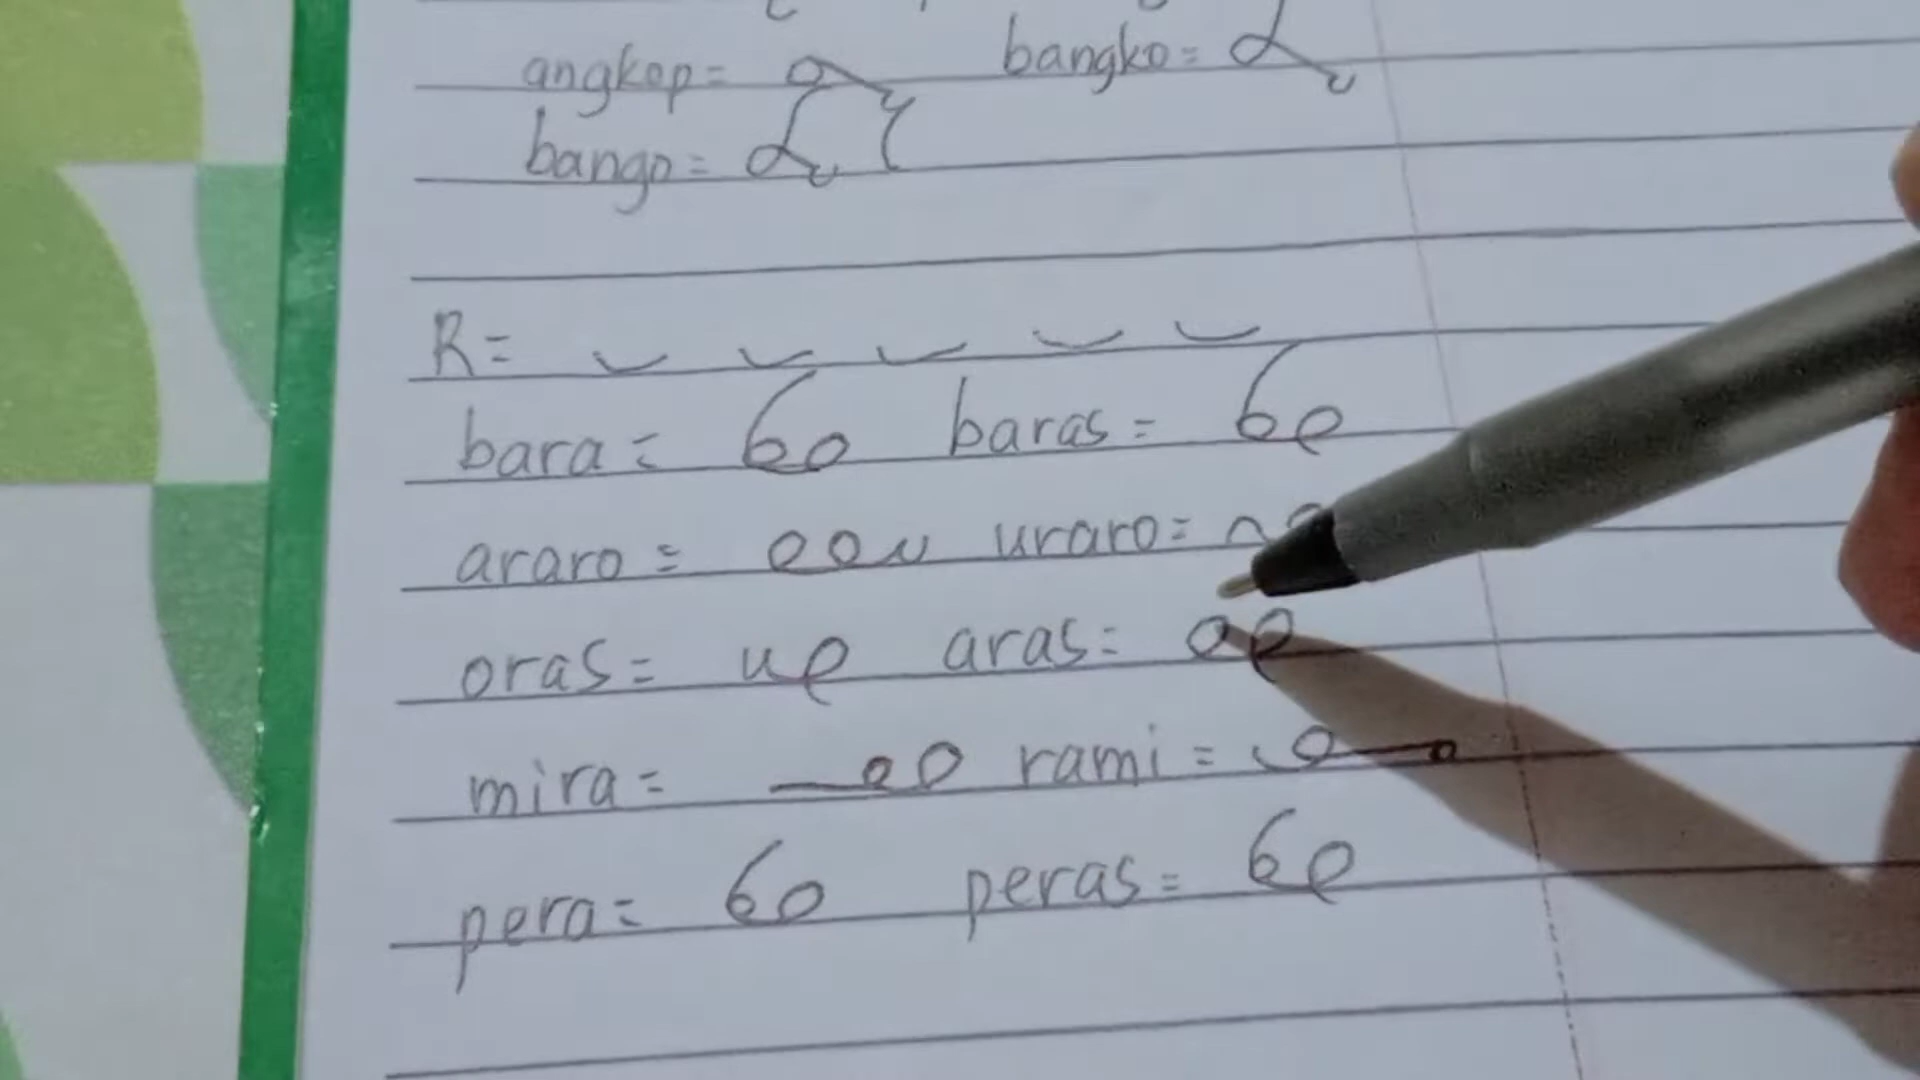 angkop = bangko =
bango =
R =
bara = baras =
araro = uraro =
oras = aras =
mira = rami =
pera = peras =